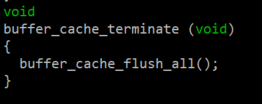 void
buffer_cache_terminate (void)
{
  buffer_cache_flush_all();
}